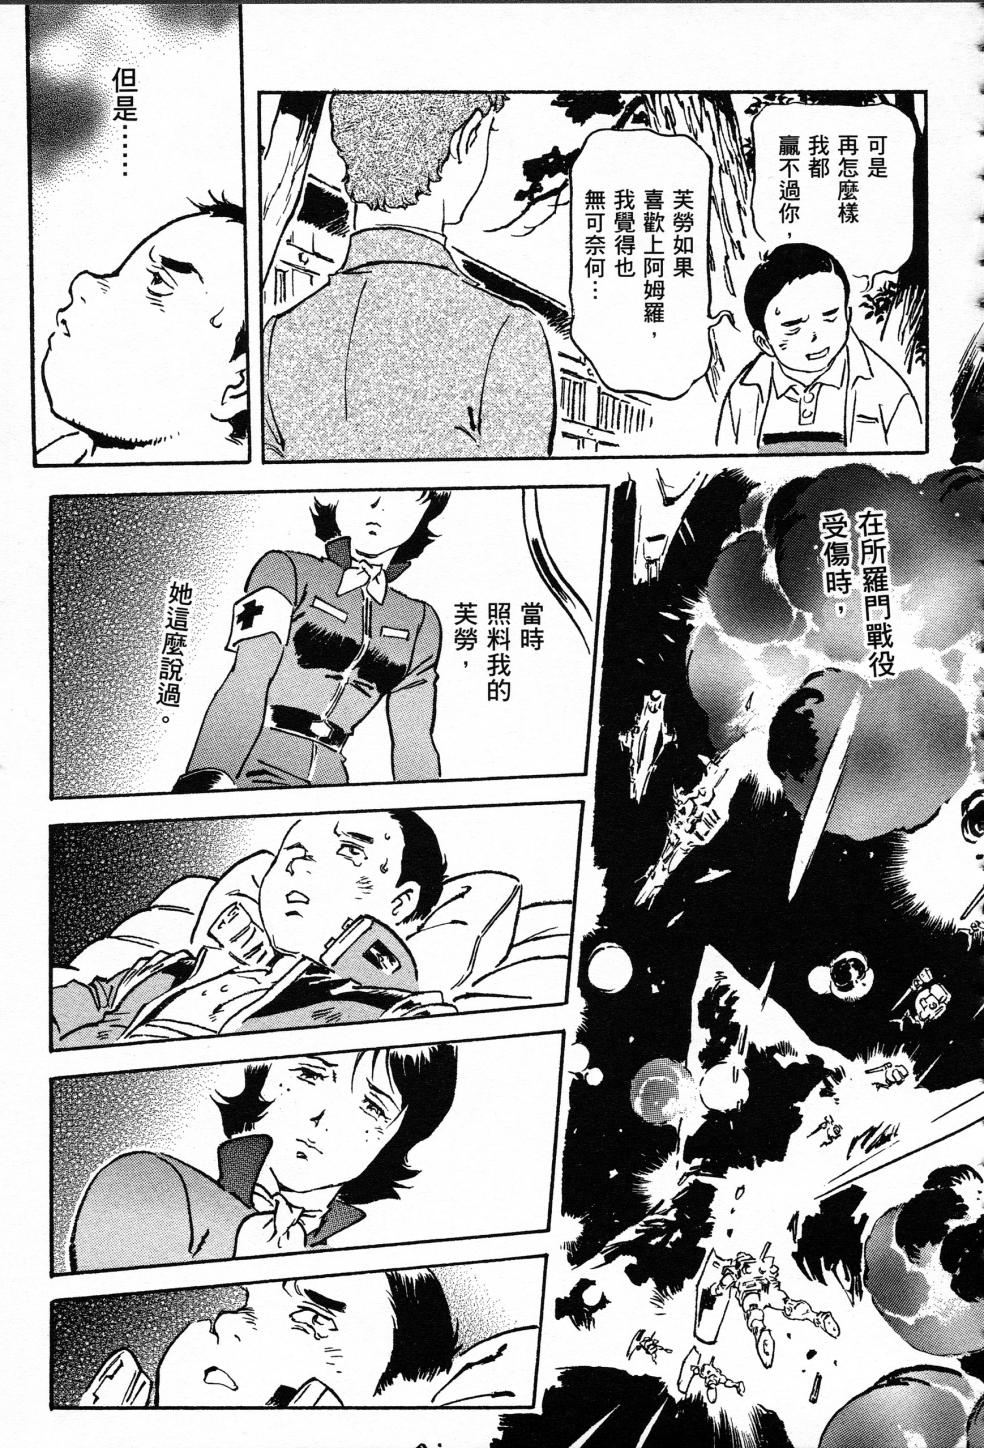 可是
再怎麼樣
我都
贏不過你，
芙勞如果
喜歡上阿姆羅，
我覺得也
無可奈何…
但是……
在所羅門戰役
受傷時，
當時
照料我的
芙勞，
她這麼說過。